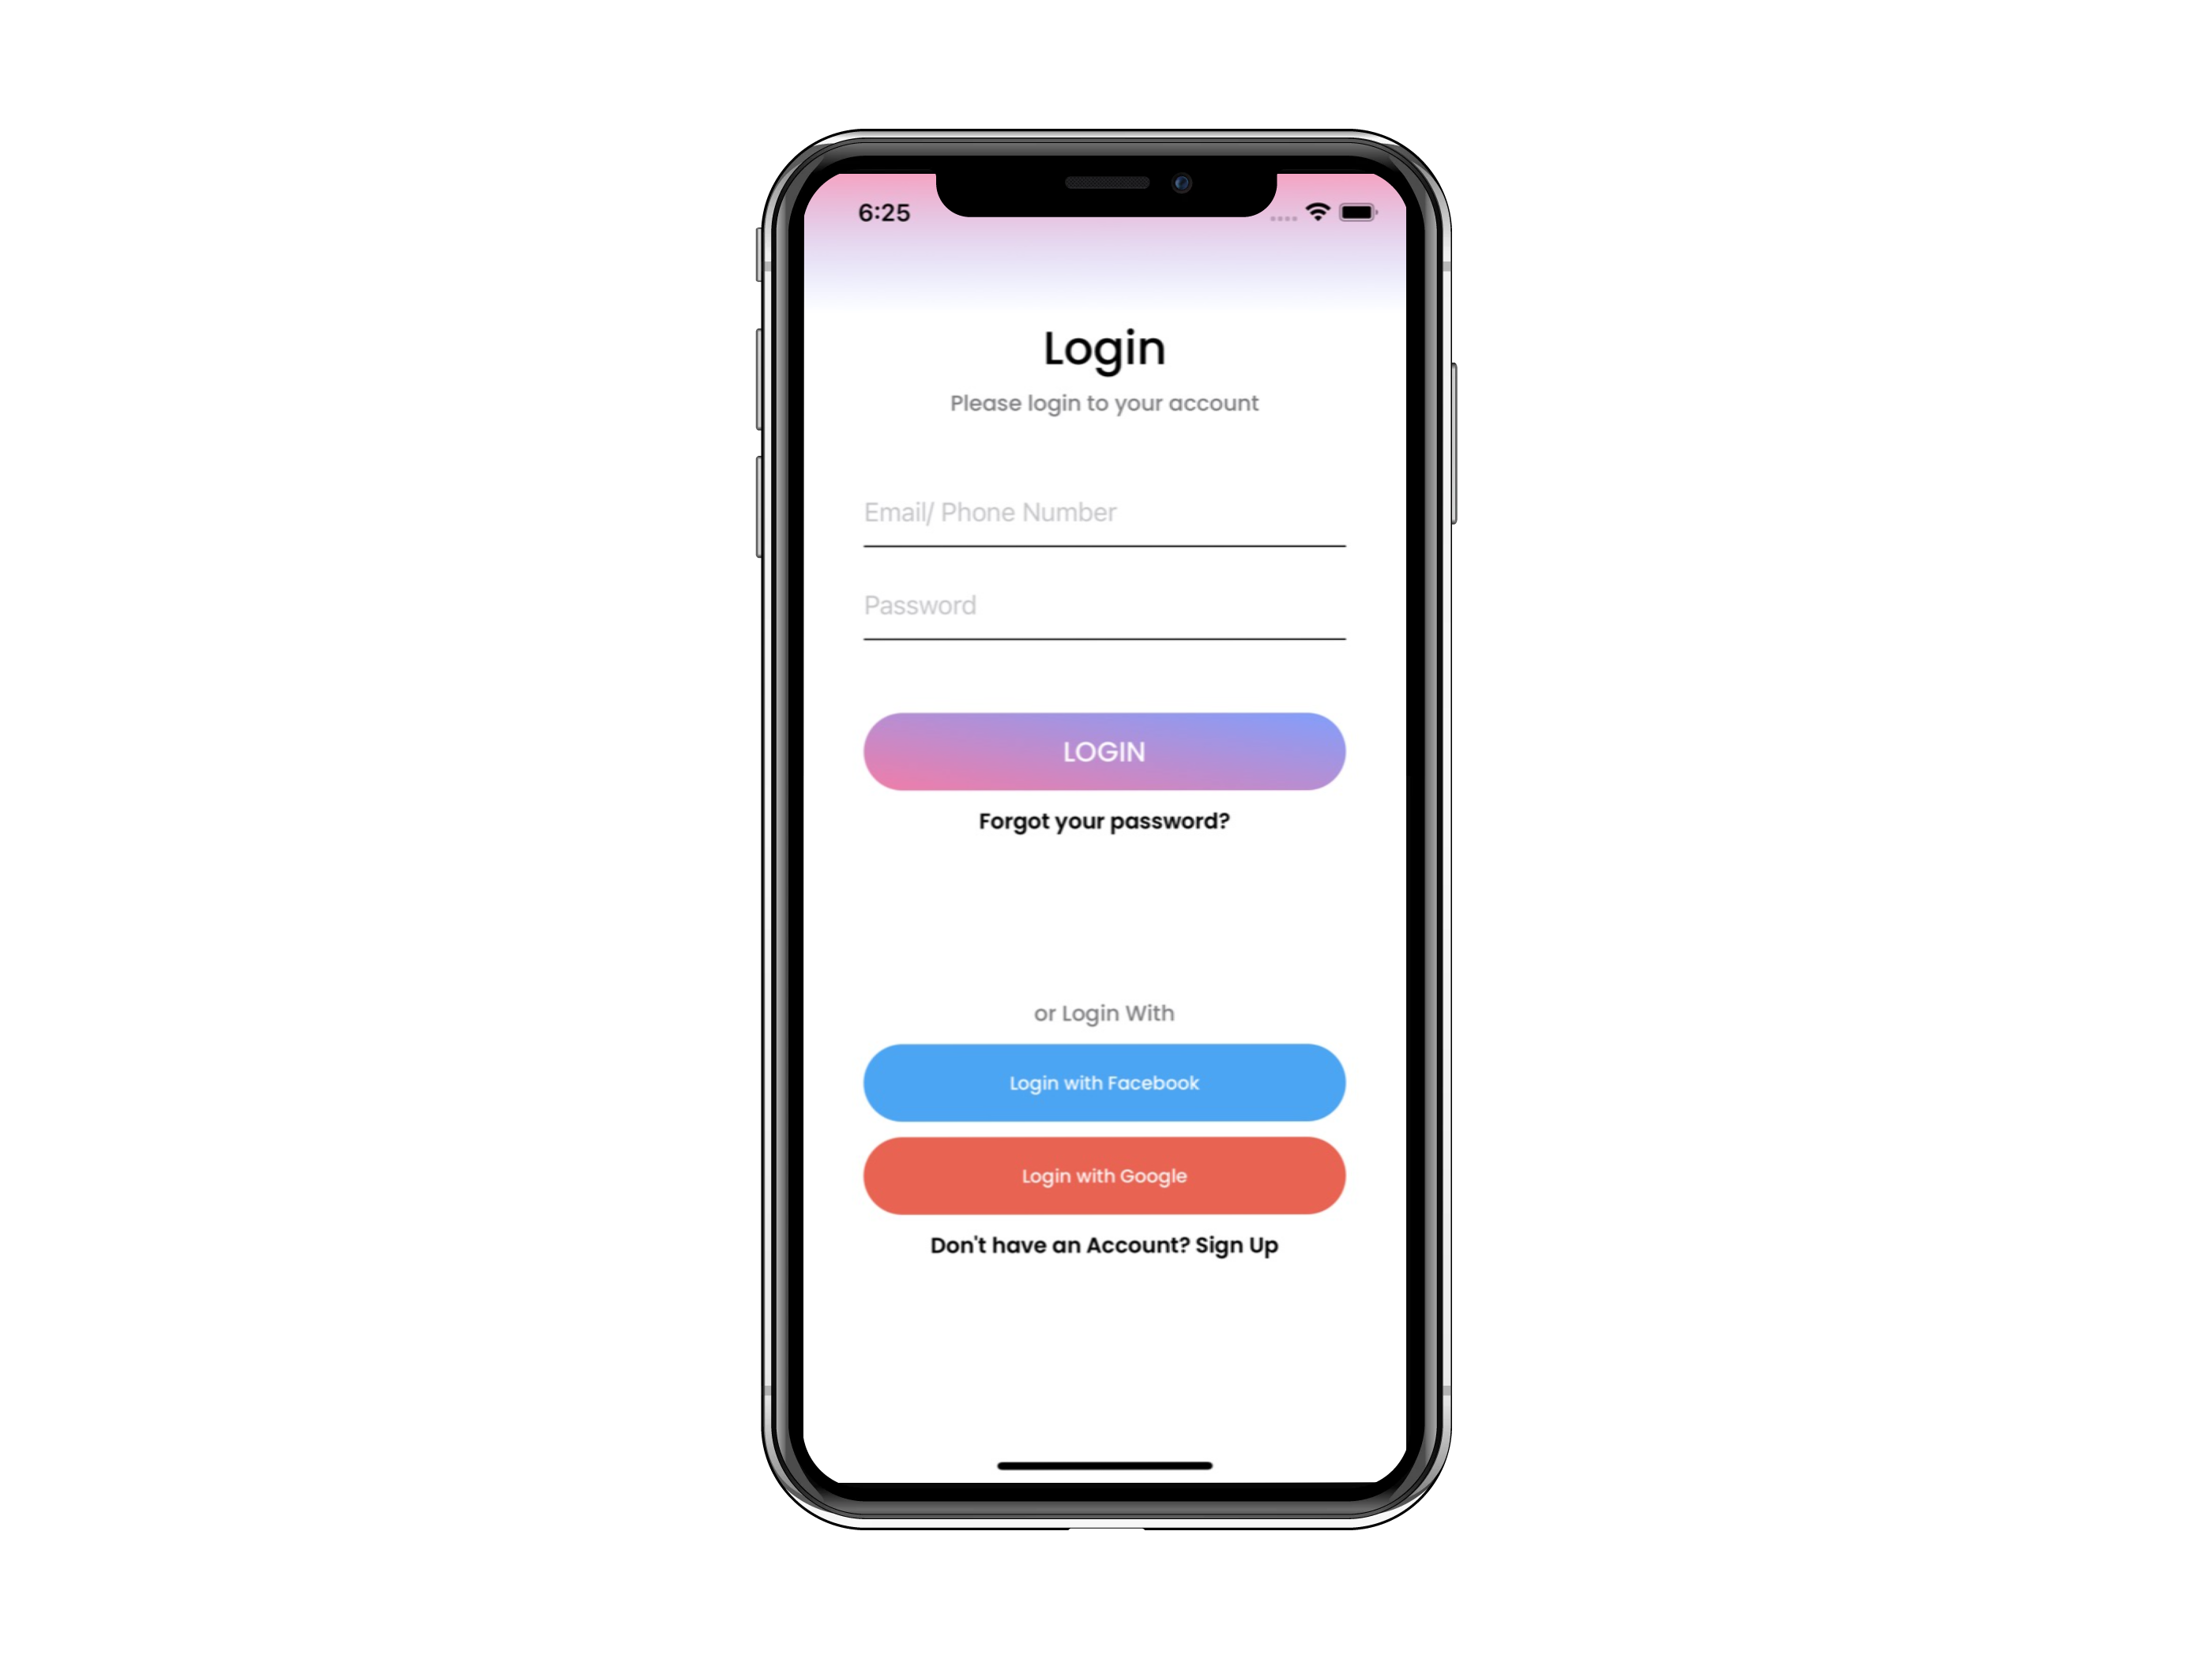 6:25
Login
Please login to your account
Email/ Phone Number
Password
LOGIN
Forgot your password?
or Login With
Login with Facebook
Login with Google
Don't have an Account? Sign Up